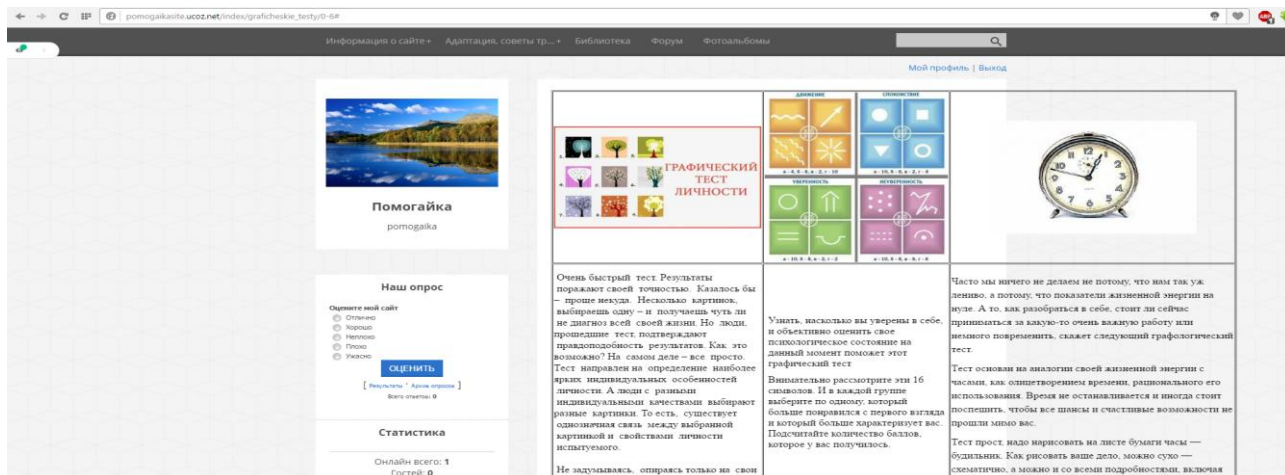 pomogaikasite.ucoz.net/index/graficheskie_testy/0-6#
Информация о сайте+ Адаптация, советы тр...+ Библиотека Форум Фотоальбомы
Мой профиль | Выход
Помогайка
pomogaika
Наш опрос
Оцените мой сайт
Отлично
Хорошо
Неплохо
Плохо
Ужасно
ОЦЕНИТЬ
[ Результаты · Архив опросов ]
Всего ответов: 0
Статистика
Онлайн всего: 1
Гостей: 0
ГРАФИЧЕСКИЙ
ТЕСТ
ЛИЧНОСТИ
Очень быстрый тест. Результаты
поражают своей точностью. Казалось бы
– проще некуда. Несколько картинок,
выбираешь одну – и получаешь чуть ли
не диагноз всей своей жизни. Но люди,
прошедшие тест, подтверждают
правдоподобность результатов. Как это
возможно? На самом деле – все просто.
Тест направлен на определение наиболее
ярких индивидуальных особенностей
личности. А люди с разными
индивидуальными качествами выбирают
разные картинки. То есть, существует
однозначная связь между выбранной
картинкой и свойствами личности
испытуемого.
Не задумываясь, опираясь только на свои
ДВИЖЕНИЕ
СПОКОЙСТВИЕ
УВЕРЕННОСТЬ
НЕУВЕРЕННОСТЬ
Узнать, насколько вы уверены в себе,
и объективно оценить свое
психологическое состояние на
данный момент поможет этот
графический тест
Внимательно рассмотрите эти 16
символов. И в каждой группе
выберите по одному, который
больше понравился с первого взгляда
и который больше характеризует вас.
Подсчитайте количество баллов,
которое у вас получилось.
Часто мы ничего не делаем не потому, что нам так уж
лениво, а потому, что показатели жизненной энергии на
нуле. А то, как разобраться в себе, стоит ли сейчас
приниматься за какую-то очень важную работу или
немного повременить, скажет следующий графологический
тест.
Тест основан на аналогии своей жизненной энергии с
часами, как олицетворением времени, рационального его
использования. Время не останавливается и иногда стоит
поспешить, чтобы все шансы и счастливые возможности не
прошли мимо вас.
Тест прост, надо нарисовать на листе бумаги часы —
будильник. Как рисовать ваше дело, можно сухо —
схематично, а можно и со всеми подробностями, включая